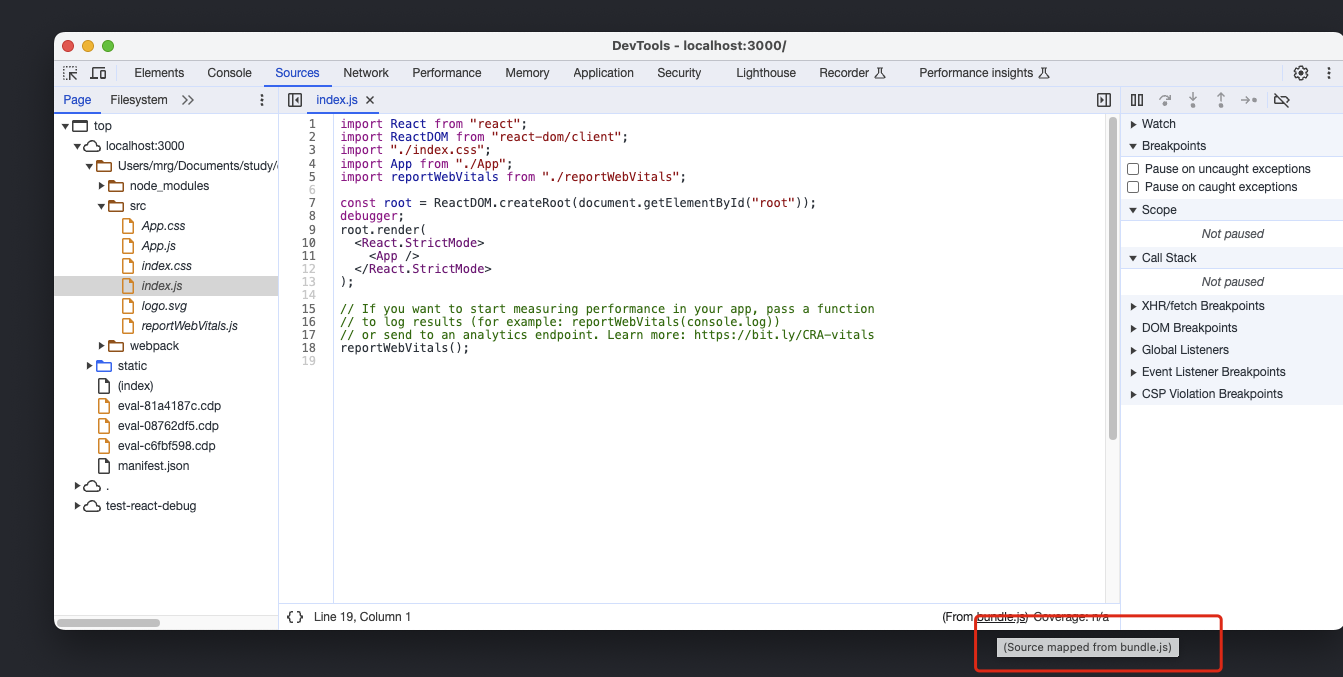 DevTools - localhost:3000/
Elements Console Sources Network Performance Memory Application Security Lighthouse Recorder Performance insights
Page Filesystem index.js
top
localhost:3000
Users/mrg/Documents/study/
node_modules
src
App.css
App.js
index.css
index.js
logo.svg
reportWebVitals.js
webpack
static
(index)
eval-81a4187c.cdp
eval-08762df5.cdp
eval-c6fbf598.cdp
manifest.json
.
test-react-debug
1 import React from "react";
2 import ReactDOM from "react-dom/client";
3 import "./index.css";
4 import App from "./App";
5 import reportWebVitals from "./reportWebVitals";
6
7 const root = ReactDOM.createRoot(document.getElementById("root"));
8 debugger;
9 root.render(
10 <React.StrictMode>
11 <App />
12 </React.StrictMode>
13 );
14
15 // If you want to start measuring performance in your app, pass a function
16 // to log results (for example: reportWebVitals(console.log))
17 // or send to an analytics endpoint. Learn more: https://bit.ly/CRA-vitals
18 reportWebVitals();
19
{} Line 19, Column 1 (From bundle.js) Coverage: n/a
Watch
Breakpoints
Pause on uncaught exceptions
Pause on caught exceptions
Scope
Not paused
Call Stack
Not paused
XHR/fetch Breakpoints
DOM Breakpoints
Global Listeners
Event Listener Breakpoints
CSP Violation Breakpoints
(Source mapped from bundle.js)